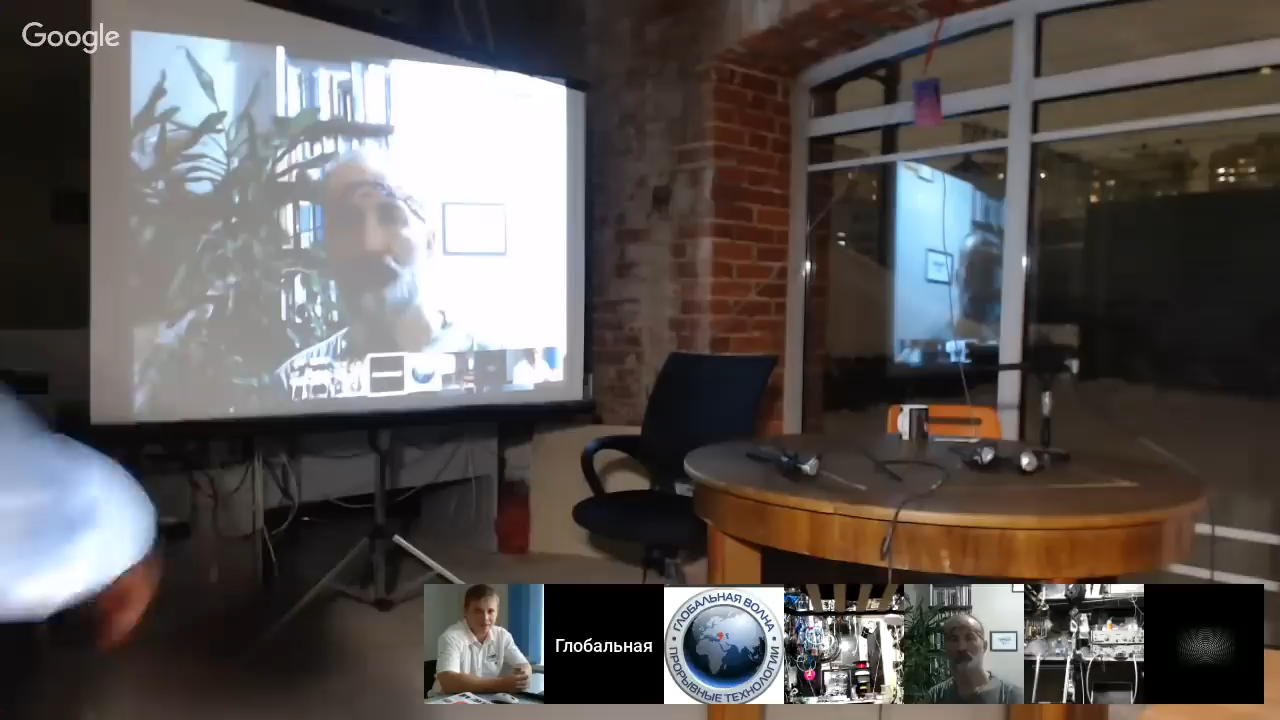 Google
Глобальная
ГЛОБАЛЬНАЯ ВОЛНА
ПРОРЫВНЫЕ ТЕХНОЛОГИИ